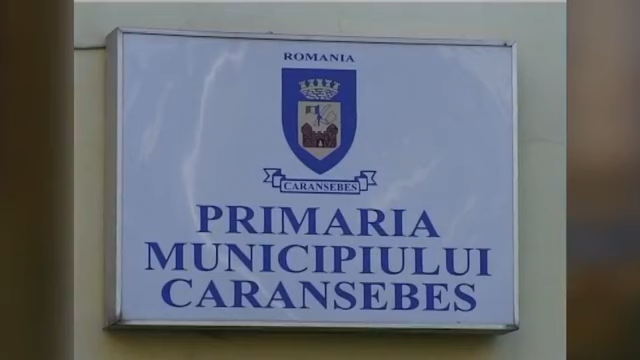 ROMANIA
CARANSEBES
PRIMARIA
MUNICIPIULUI
CARANSEBES